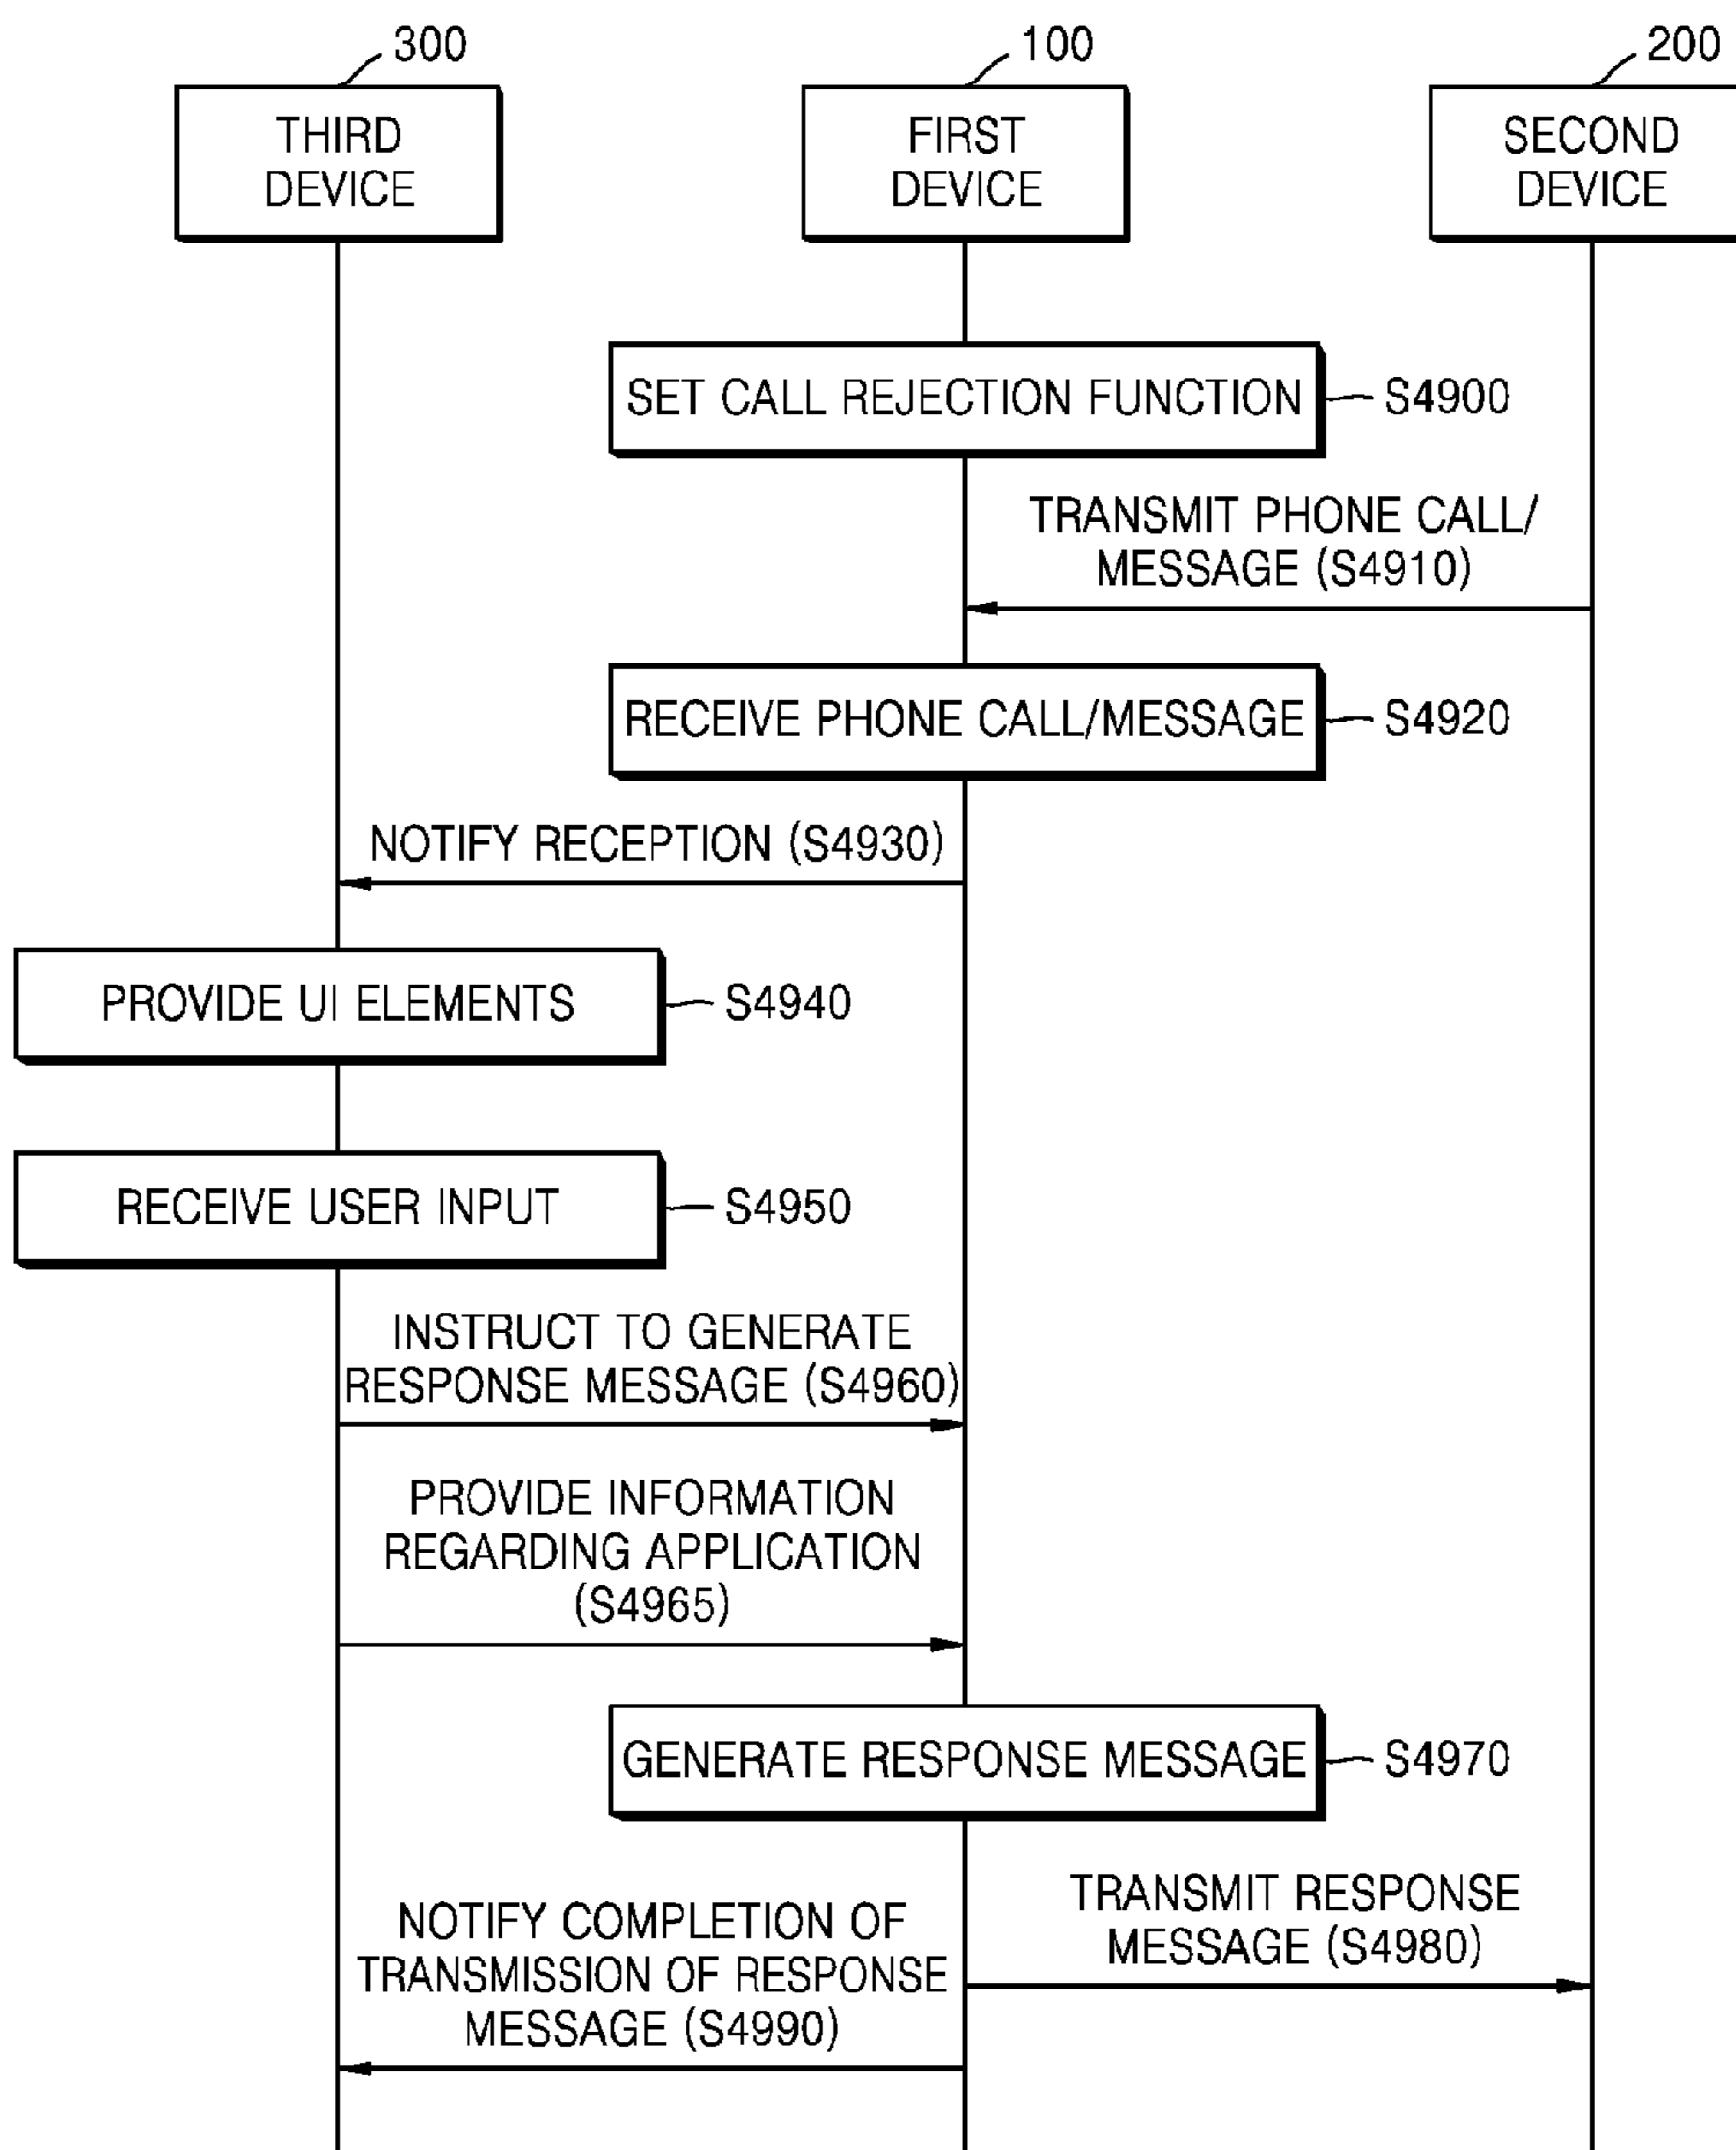 300
100
200
THIRD
DEVICE
FIRST
DEVICE
SECOND
DEVICE
SET CALL REJECTION FUNCTION
S4900
TRANSMIT PHONE CALL/
MESSAGE (S4910)
RECEIVE PHONE CALL/MESSAGE
S4920
NOTIFY RECEPTION (S4930)
PROVIDE UI ELEMENTS
S4940
RECEIVE USER INPUT
S4950
INSTRUCT TO GENERATE
RESPONSE MESSAGE (S4960)
PROVIDE INFORMATION
REGARDING APPLICATION
(S4965)
GENERATE RESPONSE MESSAGE
S4970
TRANSMIT RESPONSE
MESSAGE (S4980)
NOTIFY COMPLETION OF
TRANSMISSION OF RESPONSE
MESSAGE (S4990)